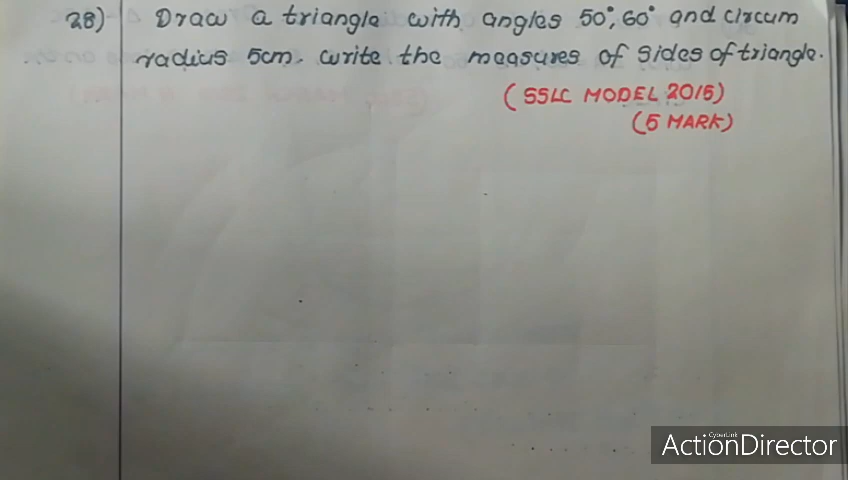 28) Draw a triangle with angles 50°, 60° and circum
radius 5cm. write the measures of sides of triangle.
(SSLC MODEL 2015)
(5 MARK)
CyberLink
ActionDirector